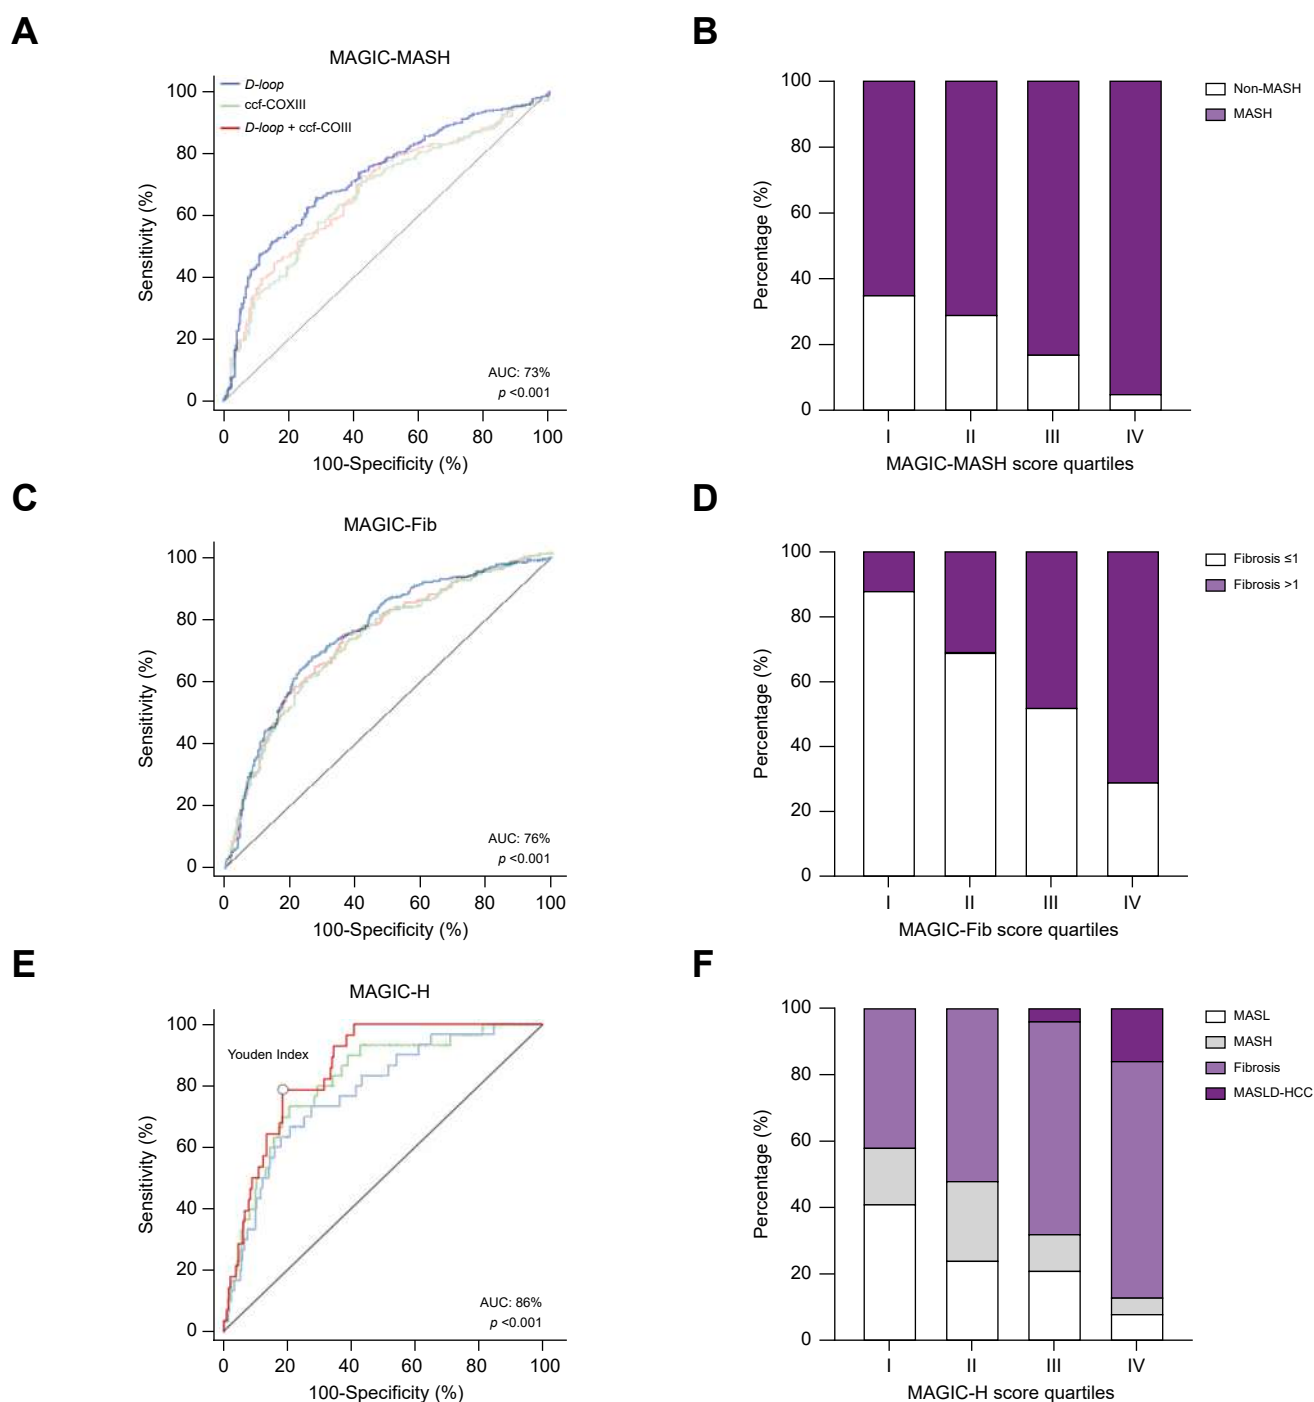 A
MAGIC-MASH
D-loop
ccf-COXIII
D-loop + ccf-COIII
100
80
60
40
20
0
Sensitivity (%)
AUC: 73%
p <0.001
0 20 40 60 80 100
100-Specificity (%)
B
100
80
60
40
20
0
Percentage (%)
Non-MASH
MASH
I II III IV
MAGIC-MASH score quartiles
C
MAGIC-Fib
100
80
60
40
20
0
Sensitivity (%)
AUC: 76%
p <0.001
0 20 40 60 80 100
100-Specificity (%)
D
100
80
60
40
20
0
Percentage (%)
Fibrosis ≤1
Fibrosis >1
I II III IV
MAGIC-Fib score quartiles
E
MAGIC-H
100
80
60
40
20
0
Sensitivity (%)
Youden Index
AUC: 86%
p <0.001
0 20 40 60 80 100
100-Specificity (%)
F
100
80
60
40
20
0
Percentage (%)
MASL
MASH
Fibrosis
MASLD-HCC
I II III IV
MAGIC-H score quartiles